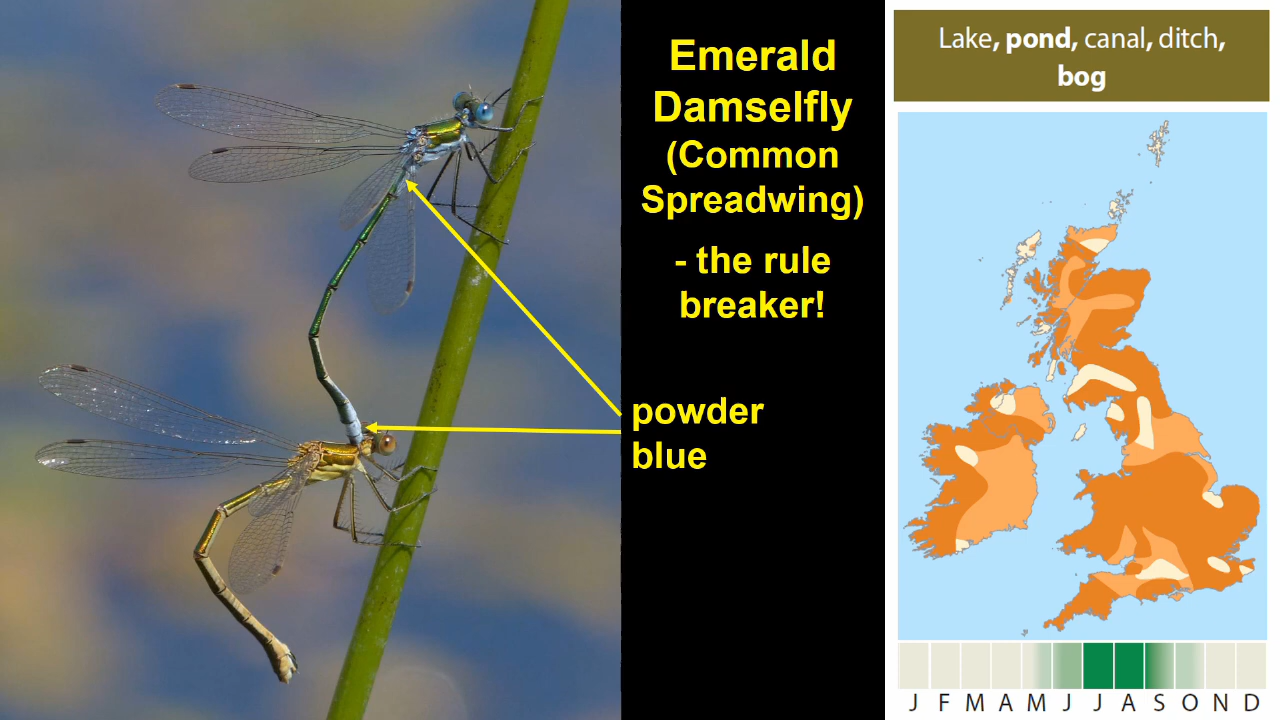 Emerald
Damselfly
(Common
Spreadwing)
- the rule
breaker!
powder
blue
Lake, pond, canal, ditch,
bog
J F M A M J J A S O N D